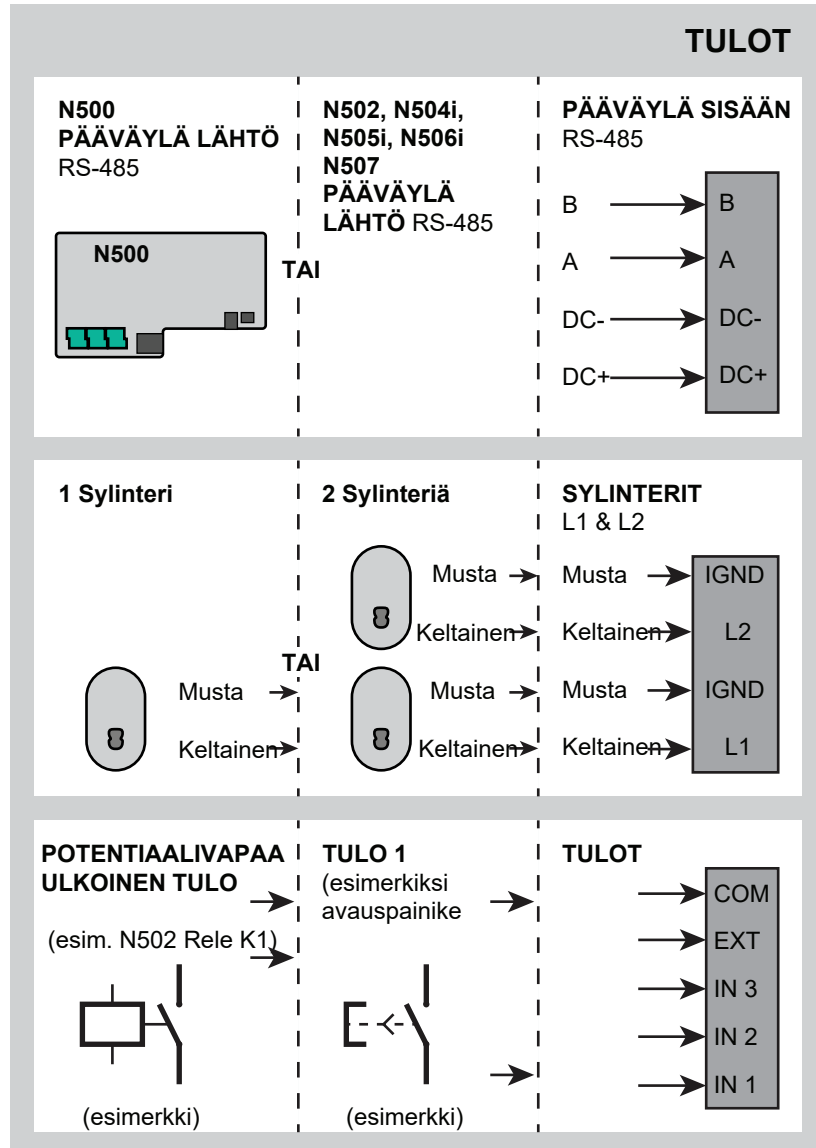 TULOT
N500
PÄÄVÄYLÄ LÄHTÖ
RS-485
N500
TAI
N502, N504i,
N505i, N506i
N507
PÄÄVÄYLÄ
LÄHTÖ RS-485
PÄÄVÄYLÄ SISÄÄN
RS-485
B B
A A
DC- DC-
DC+ DC+
1 Sylinteri
Musta
Keltainen
TAI
2 Sylinteriä
Musta
Keltainen
Musta
Keltainen
SYLINTERIT
L1 & L2
Musta IGND
Keltainen L2
Musta IGND
Keltainen L1
POTENTIAALIVAPAA
ULKOINEN TULO
(esim. N502 Rele K1)
(esimerkki)
TULO 1
(esimerkiksi
avauspainike
(esimerkki)
TULOT
COM
EXT
IN 3
IN 2
IN 1